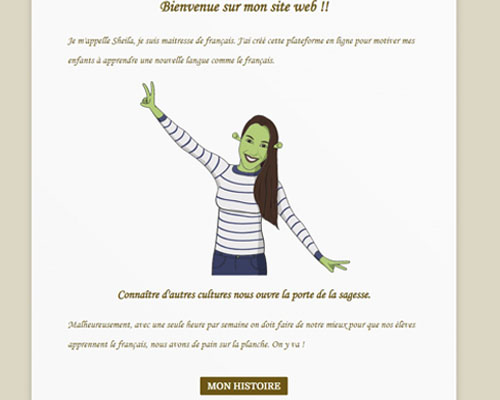 Bienvenue sur mon site web !!
Je m'appelle Sheila, je suis maitresse de français. J'ai créé cette plateforme en ligne pour motiver mes
enfants à apprendre une nouvelle langue comme le français.
Connaître d'autres cultures nous ouvre la porte de la sagesse.
Malheureusement, avec une seule heure par semaine on doit faire de notre mieux pour que nos élèves
apprennent le français, nous avons de pain sur la planche. On y va !
MON HISTOIRE